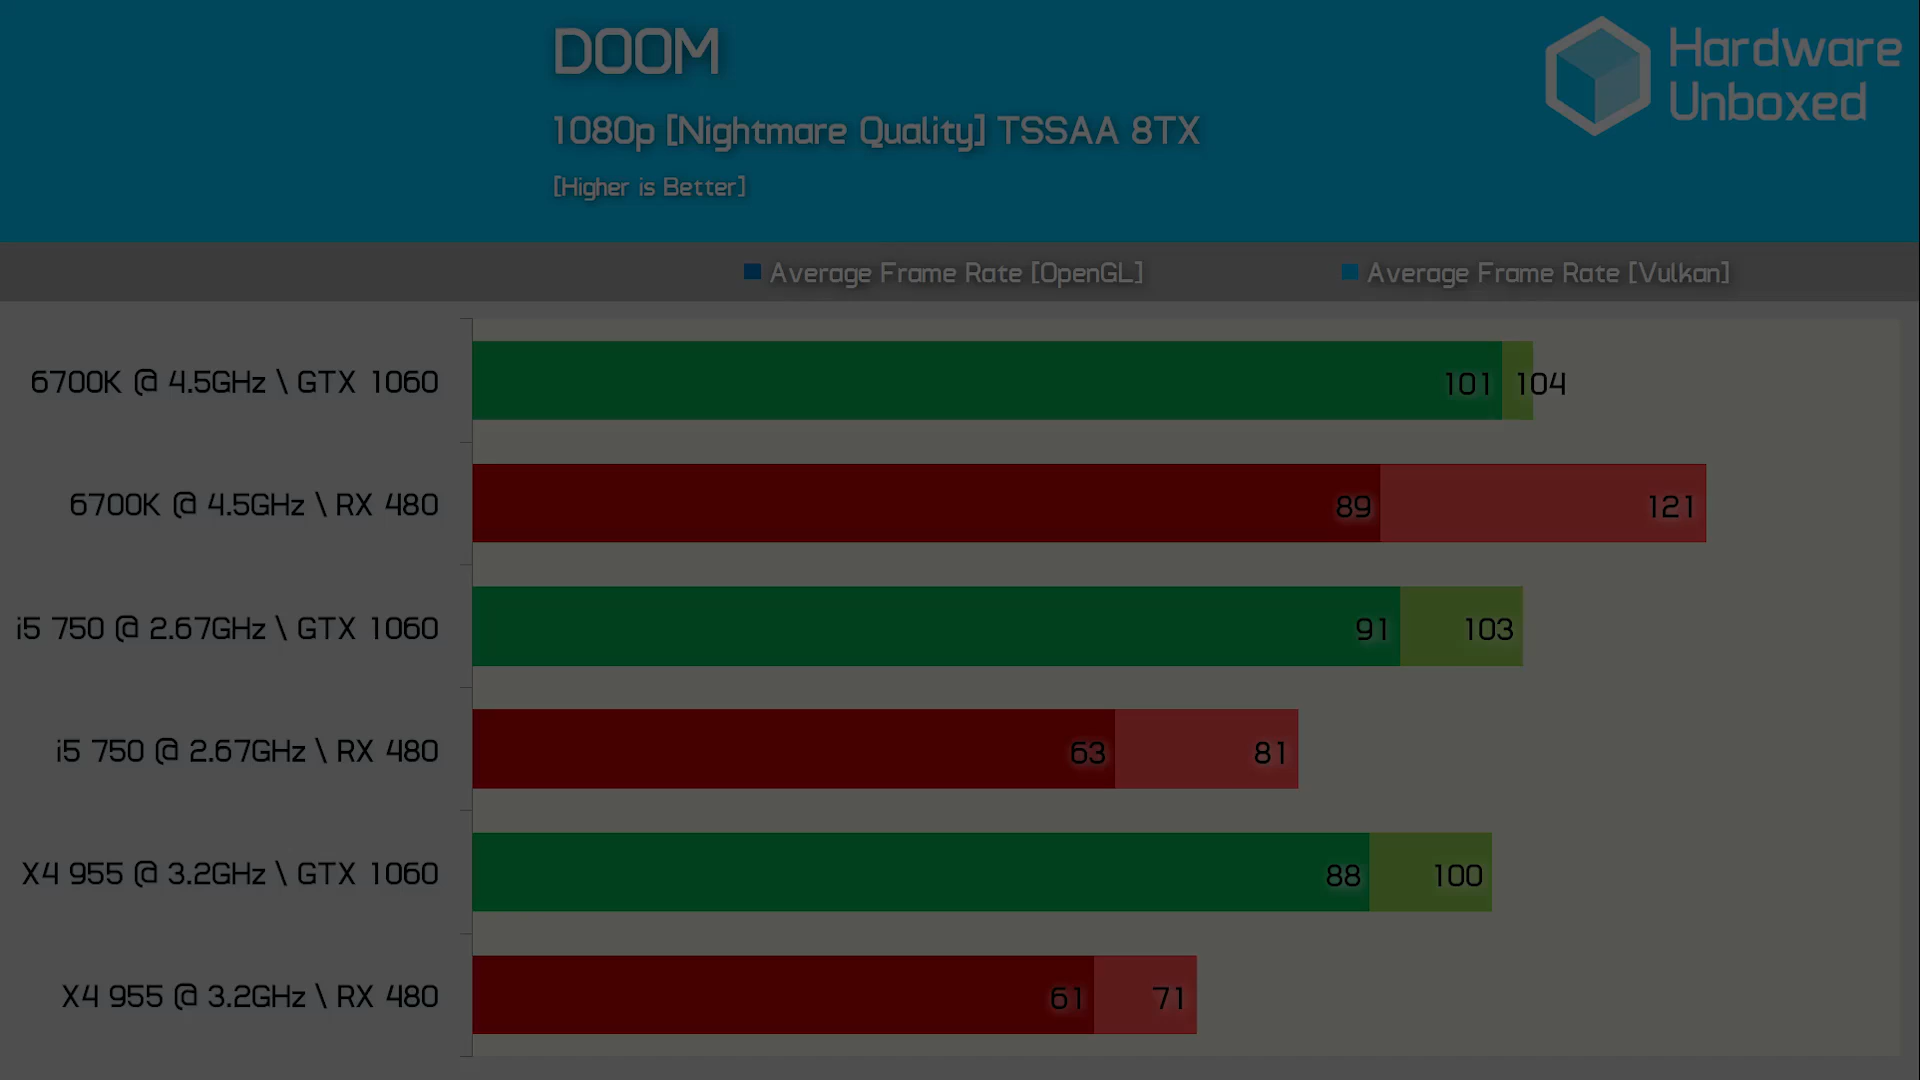 DOOM
Hardware
Unboxed
1080p [Nightmare Quality] TSSAA 8TX
[Higher is Better]
Average Frame Rate [OpenGL] Average Frame Rate [Vulkan]
6700K @ 4.5GHz \ GTX 1060 101 104
6700K @ 4.5GHz \ RX 480 89 121
i5 750 @ 2.67GHz \ GTX 1060 91 103
i5 750 @ 2.67GHz \ RX 480 63 81
X4 955 @ 3.2GHz \ GTX 1060 88 100
X4 955 @ 3.2GHz \ RX 480 61 71